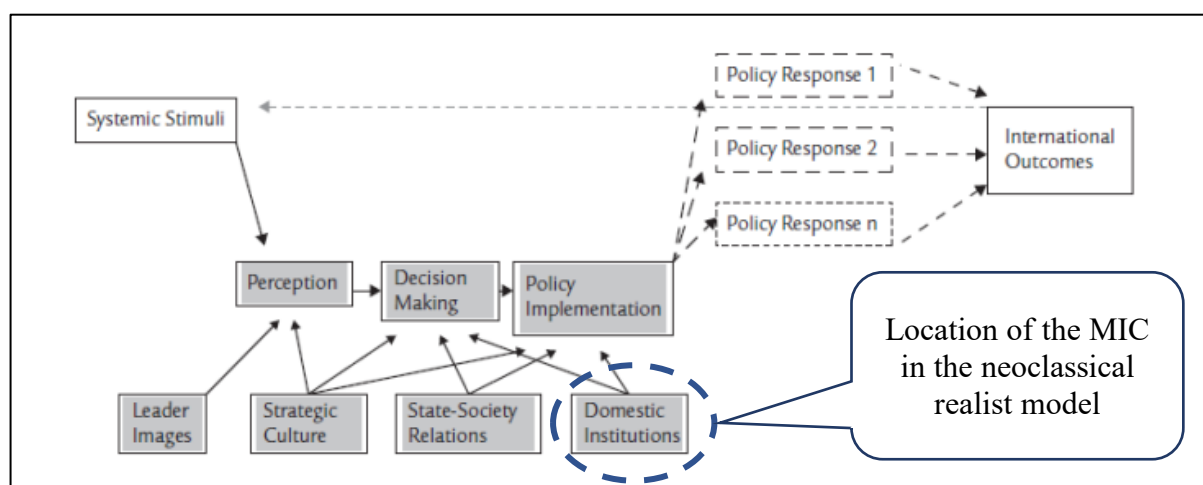 Policy Response 1
Systemic Stimuli
International
Outcomes
Policy Response 2
Policy Response n
Perception
Decision
Making
Policy
Implementation
Location of the MIC
in the neoclassical
realist model
Leader
Images
Strategic
Culture
State-Society
Relations
Domestic
Institutions